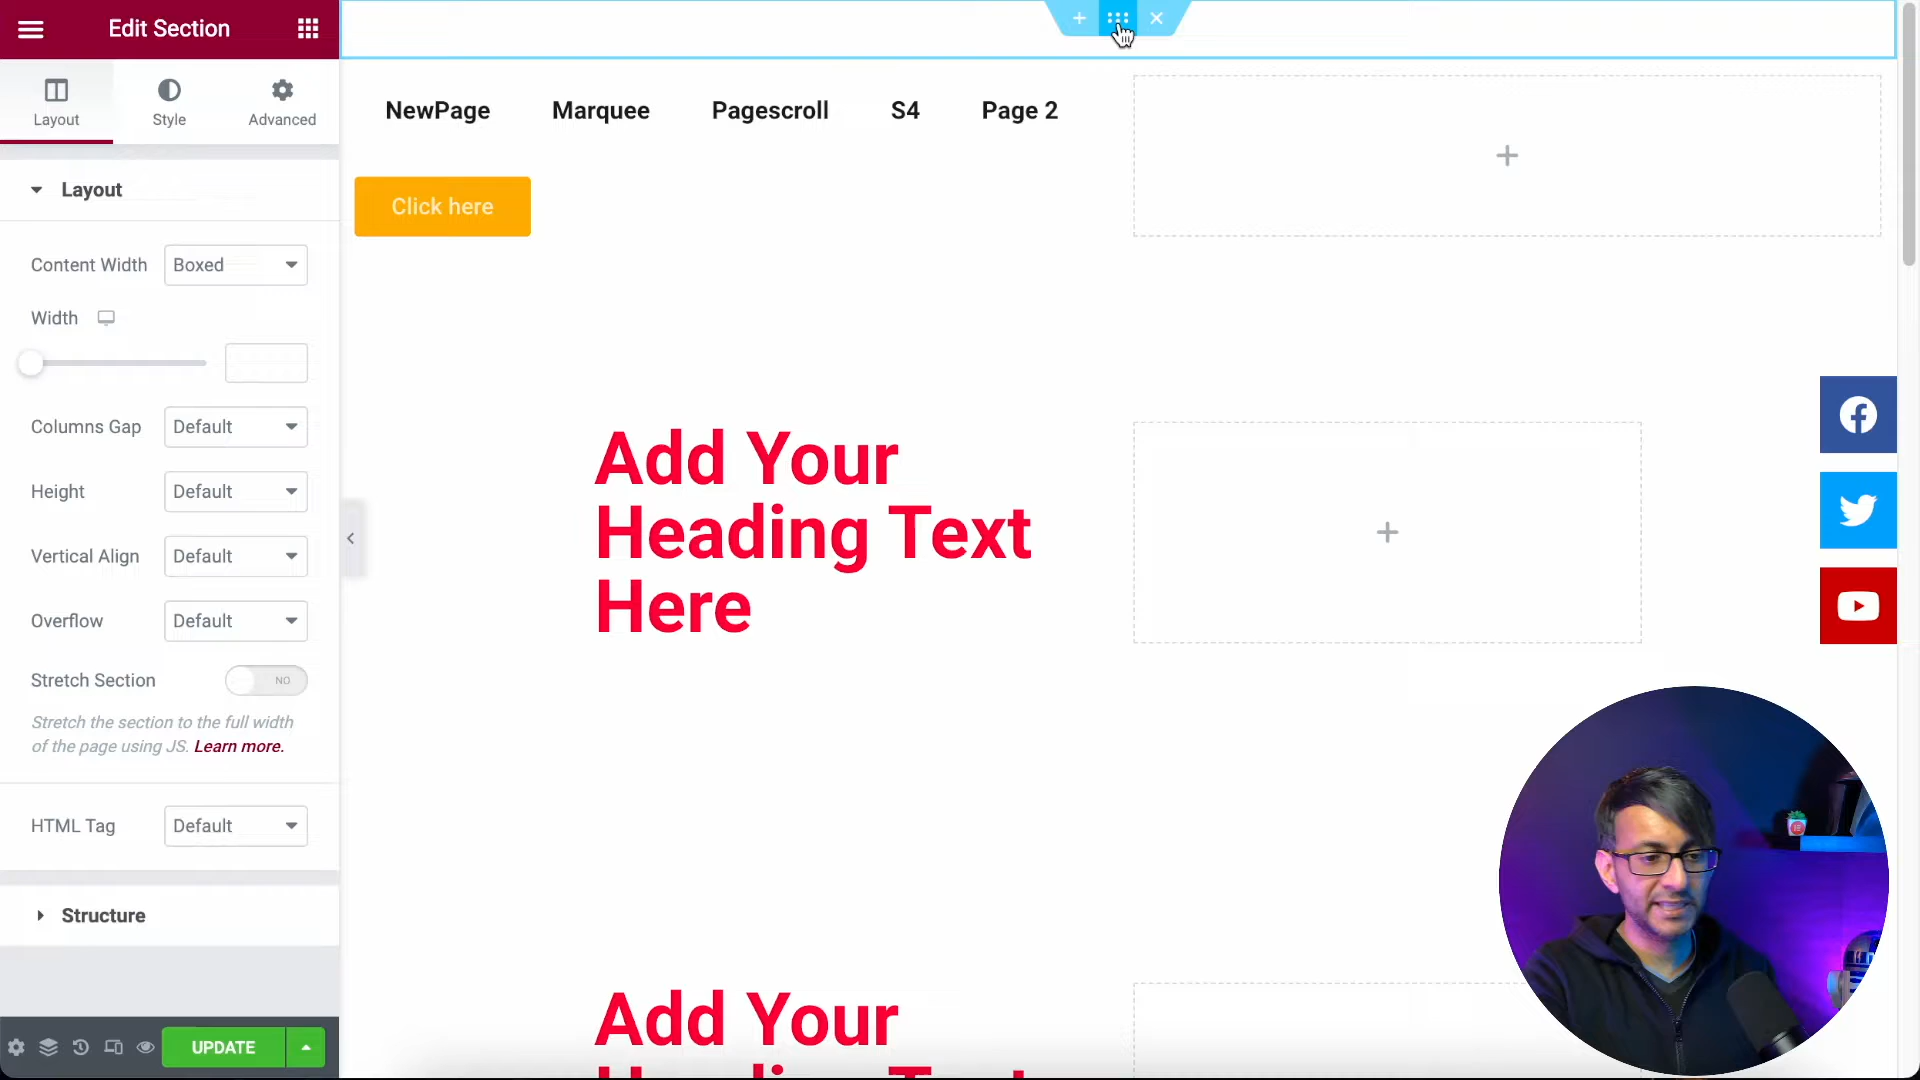 Edit Section
Layout
Style
Advanced
Layout
Content Width
Boxed
Width
Columns Gap
Default
Height
Default
Vertical Align
Default
Overflow
Default
Stretch Section
NO
Stretch the section to the full width
of the page using JS. Learn more.
HTML Tag
Default
Structure
UPDATE
NewPage
Marquee
Pagescroll
S4
Page 2
Click here
Add Your
Heading Text
Here
Add Your
Heading Text